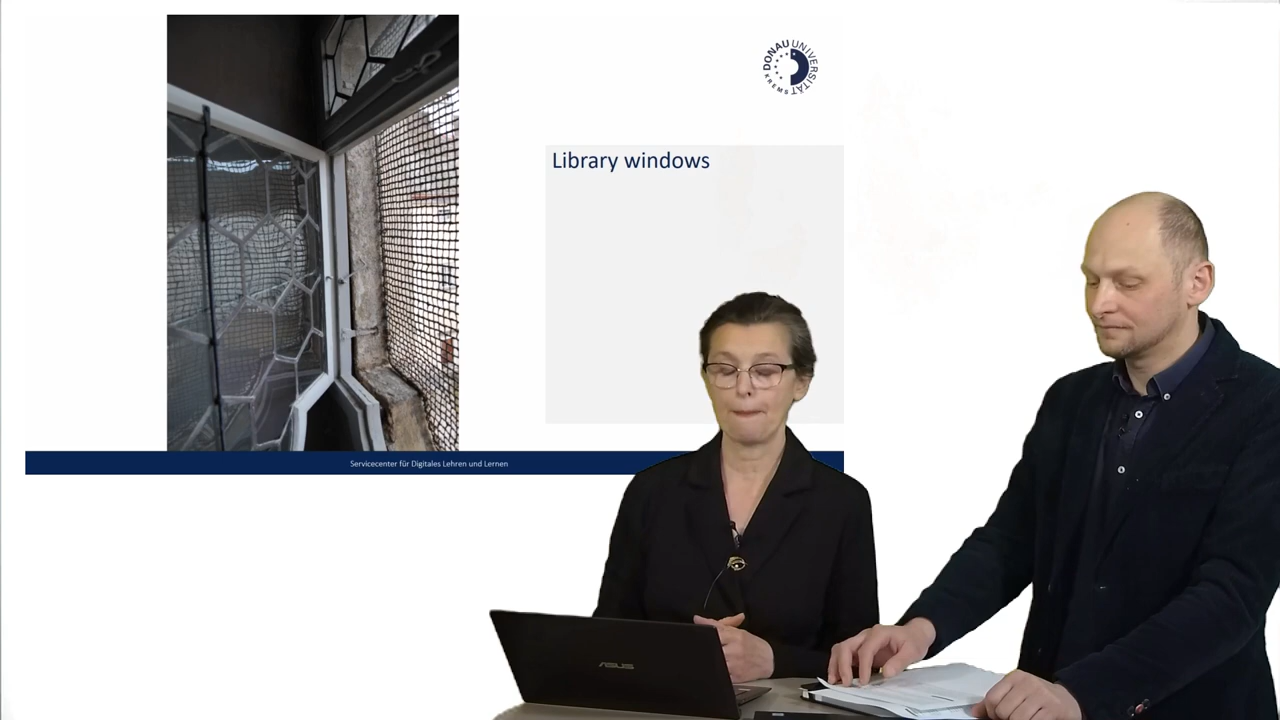 DONAU UNIVERSITÄT
KREMS
Library windows
Servicecenter für Digitales Lehren und Lernen
ASUS